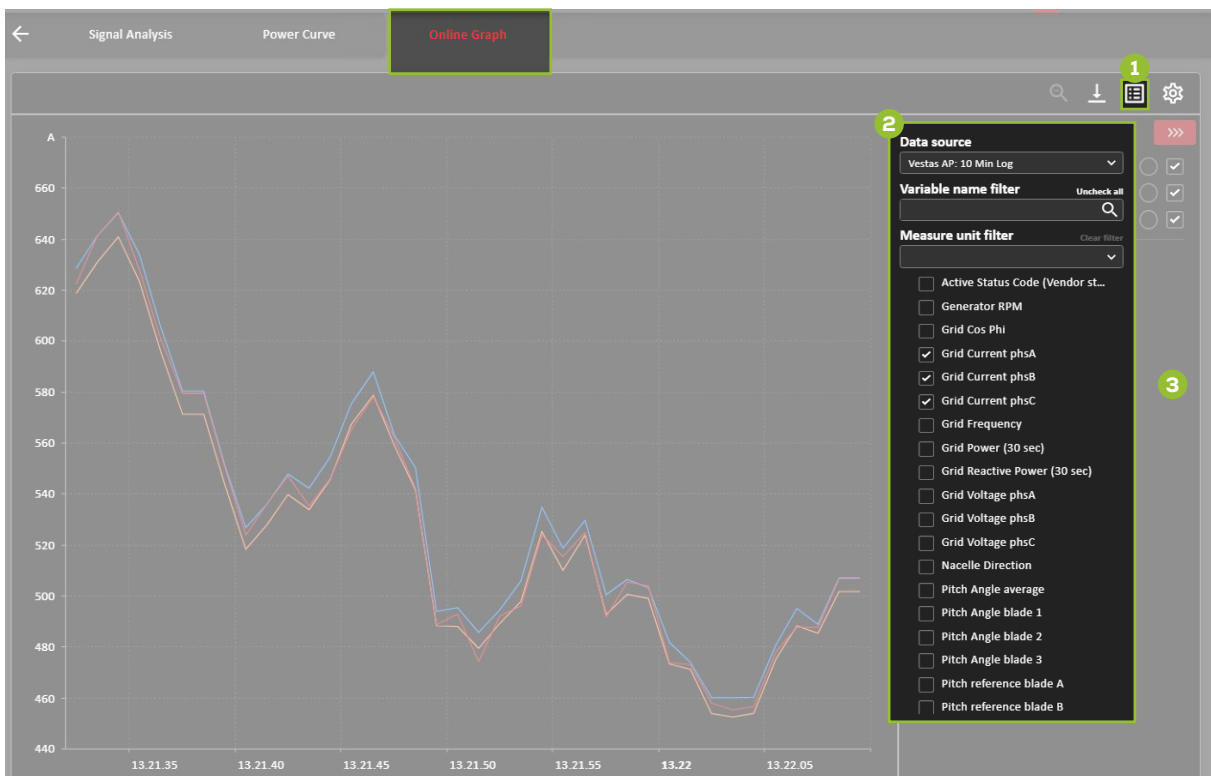 Signal Analysis Power Curve Online Graph
1
2
A
Data source
>>>
Vestas AP: 10 Min Log
Variable name filter Uncheck all
Measure unit filter Clear filter
Active Status Code (Vendor st...
Generator RPM
Grid Cos Phi
Grid Current phsA
Grid Current phsB
Grid Current phsC
3
Grid Frequency
Grid Power (30 sec)
Grid Reactive Power (30 sec)
Grid Voltage phsA
Grid Voltage phsB
Grid Voltage phsC
Nacelle Direction
Pitch Angle average
Pitch Angle blade 1
Pitch Angle blade 2
Pitch Angle blade 3
Pitch reference blade A
Pitch reference blade B
660
640
620
600
580
560
540
520
500
480
460
440
13.21.35 13.21.40 13.21.45 13.21.50 13.21.55 13.22 13.22.05